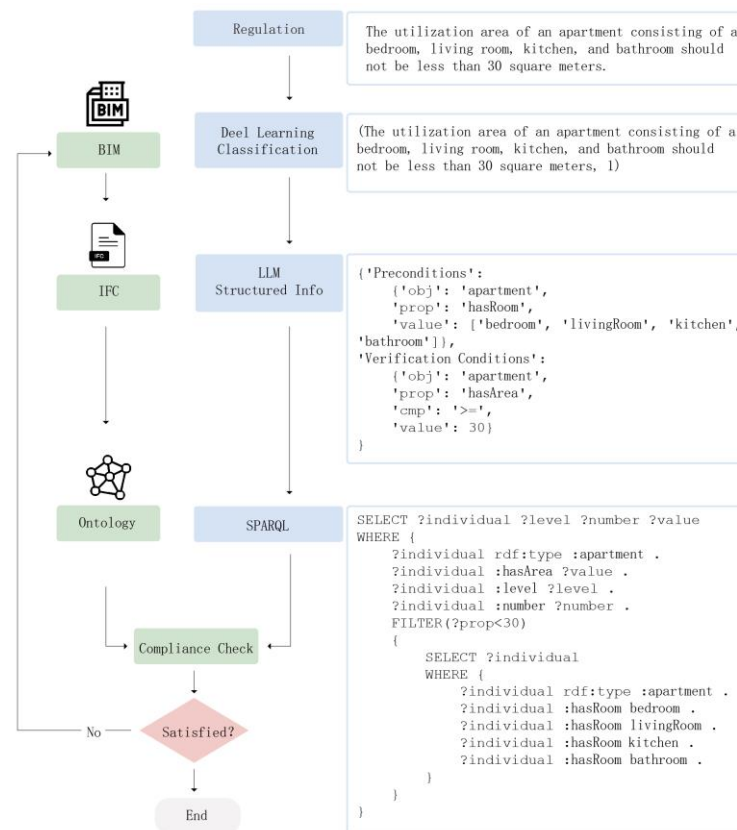 Regulation
The utilization area of an apartment consisting of a
bedroom, living room, kitchen, and bathroom should
not be less than 30 square meters.
BIM
BIM
Deel Learning
Classification
(The utilization area of an apartment consisting of a
bedroom, living room, kitchen, and bathroom should
not be less than 30 square meters, 1)
IFC
IFC
LLM
Structured Info
{'Preconditions':
{'obj': 'apartment',
'prop': 'hasRoom',
'value': ['bedroom', 'livingRoom', 'kitchen',
'bathroom']},
'Verification Conditions':
{'obj': 'apartment',
'prop': 'hasArea',
'cmp': '>=',
'value': 30}
}
Ontology
SPARQL
SELECT ?individual ?level ?number ?value
WHERE {
?individual rdf:type :apartment .
?individual :hasArea ?value .
?individual :level ?level .
?individual :number ?number .
FILTER(?prop<30)
{
SELECT ?individual
WHERE {
?individual rdf:type :apartment .
?individual :hasRoom bedroom .
?individual :hasRoom livingRoom .
?individual :hasRoom kitchen .
?individual :hasRoom bathroom .
}
}
}
Compliance Check
No
Satisfied?
End